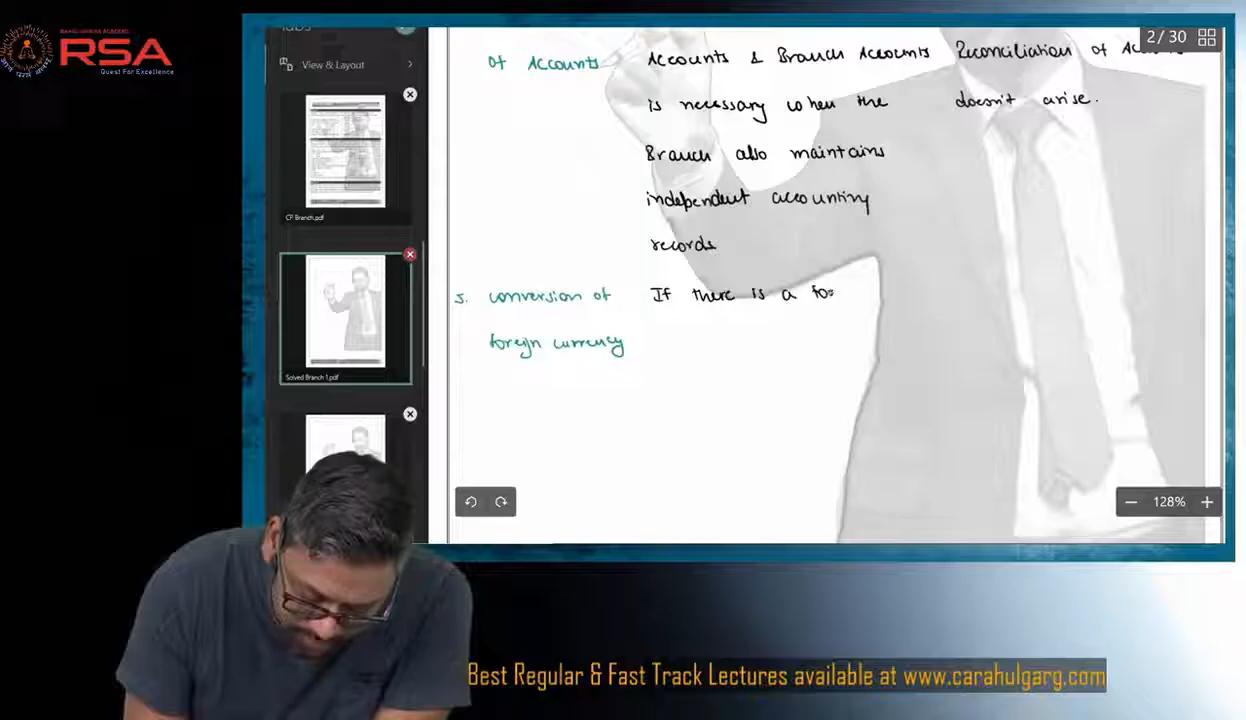 RSA
Quest For Excellence
View & Layout
CF Branch.pdf
Solved Branch 1.pdf
2 / 30
Of Accounts
Accounts & Branch Accounts
is necessary when the
Branch also maintains
independent accounting
records
Reconciliation of
doesn't arise.
5. Conversion of
foreign currency
If there is a fo
128%
Best Regular & Fast Track Lectures available at www.carahulgarg.com